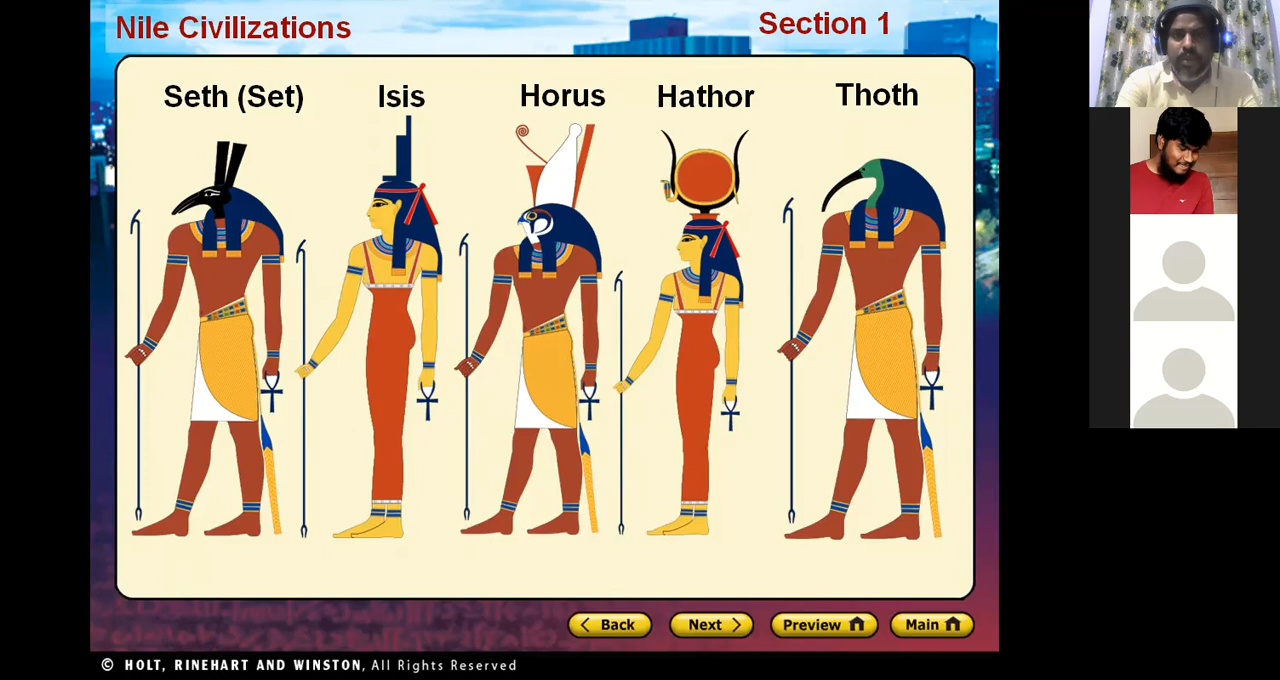 Nile Civilizations
Section 1
Seth (Set) Isis Horus Hathor Thoth
Back Next Preview Main
© HOLT, RINEHART AND WINSTON, All Rights Reserved